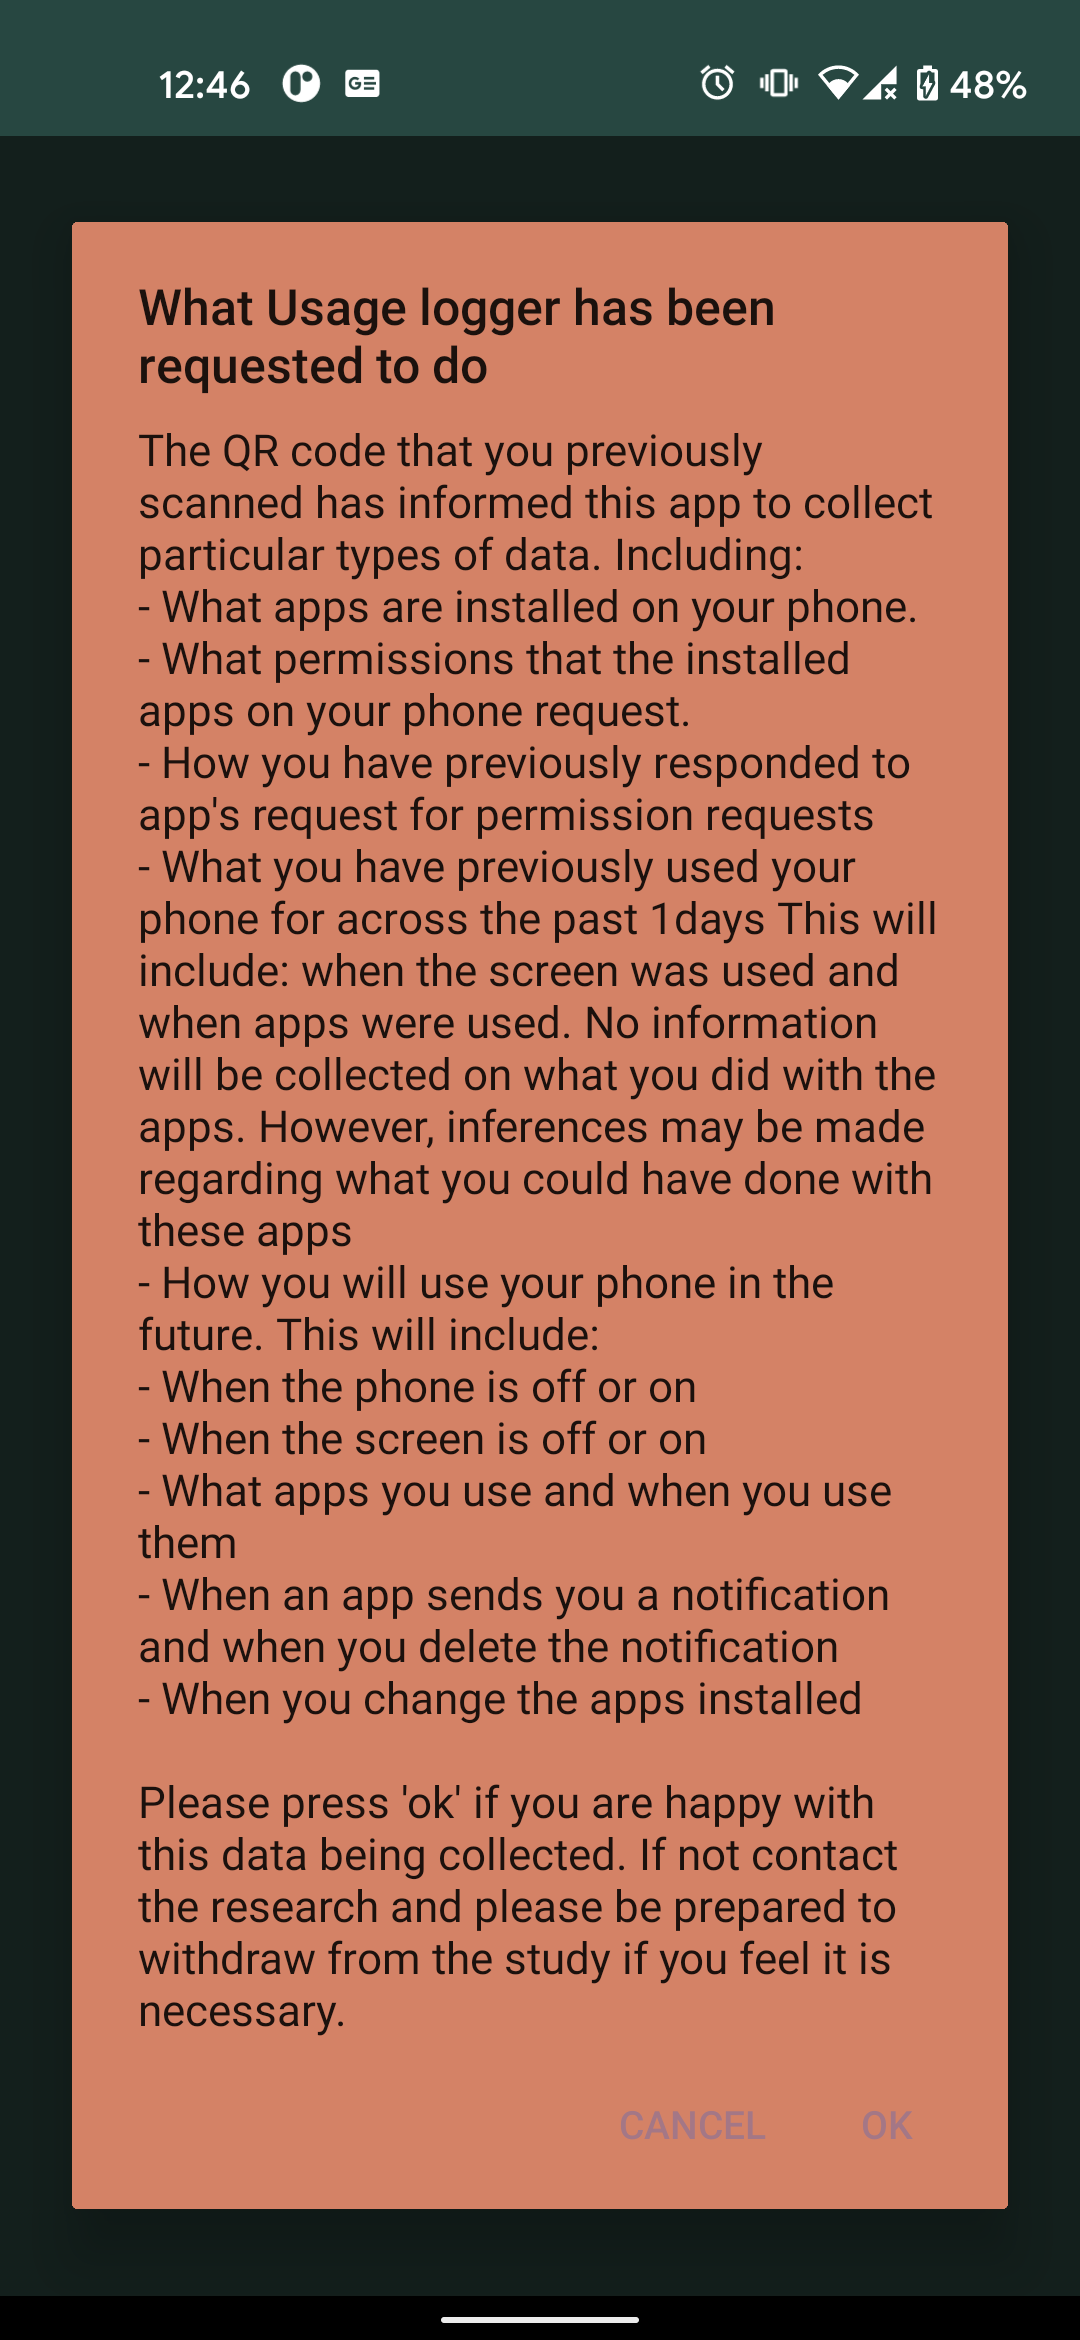 12:46 GE 48%
What Usage logger has been
requested to do
The QR code that you previously
scanned has informed this app to collect
particular types of data. Including:
- What apps are installed on your phone.
- What permissions that the installed
apps on your phone request.
- How you have previously responded to
app's request for permission requests
- What you have previously used your
phone for across the past 1days This will
include: when the screen was used and
when apps were used. No information
will be collected on what you did with the
apps. However, inferences may be made
regarding what you could have done with
these apps
- How you will use your phone in the
future. This will include:
- When the phone is off or on
- When the screen is off or on
- What apps you use and when you use
them
- When an app sends you a notification
and when you delete the notification
- When you change the apps installed
Please press 'ok' if you are happy with
this data being collected. If not contact
the research and please be prepared to
withdraw from the study if you feel it is
necessary.
CANCEL OK